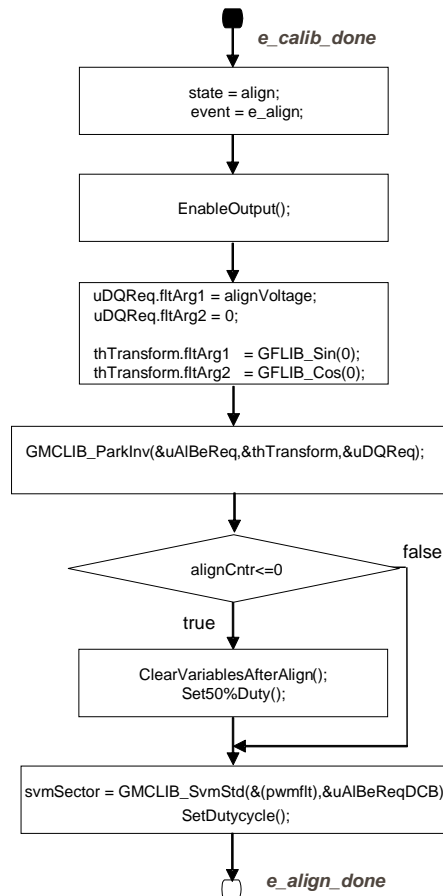 e_calib_done
state = align;
event = e_align;
EnableOutput();
uDQReq.fltArg1 = alignVoltage;
uDQReq.fltArg2 = 0;
thTransform.fltArg1 = GFLIB_Sin(0);
thTransform.fltArg2 = GFLIB_Cos(0);
GMCLIB_ParkInv(&uAlBeReq,&thTransform,&uDQReq);
false
alignCntr<=0
true
ClearVariablesAfterAlign();
Set50%Duty();
svmSector = GMCLIB_SvmStd(&(pwmflt),&uAlBeReqDCB)
SetDutycycle();
e_align_done